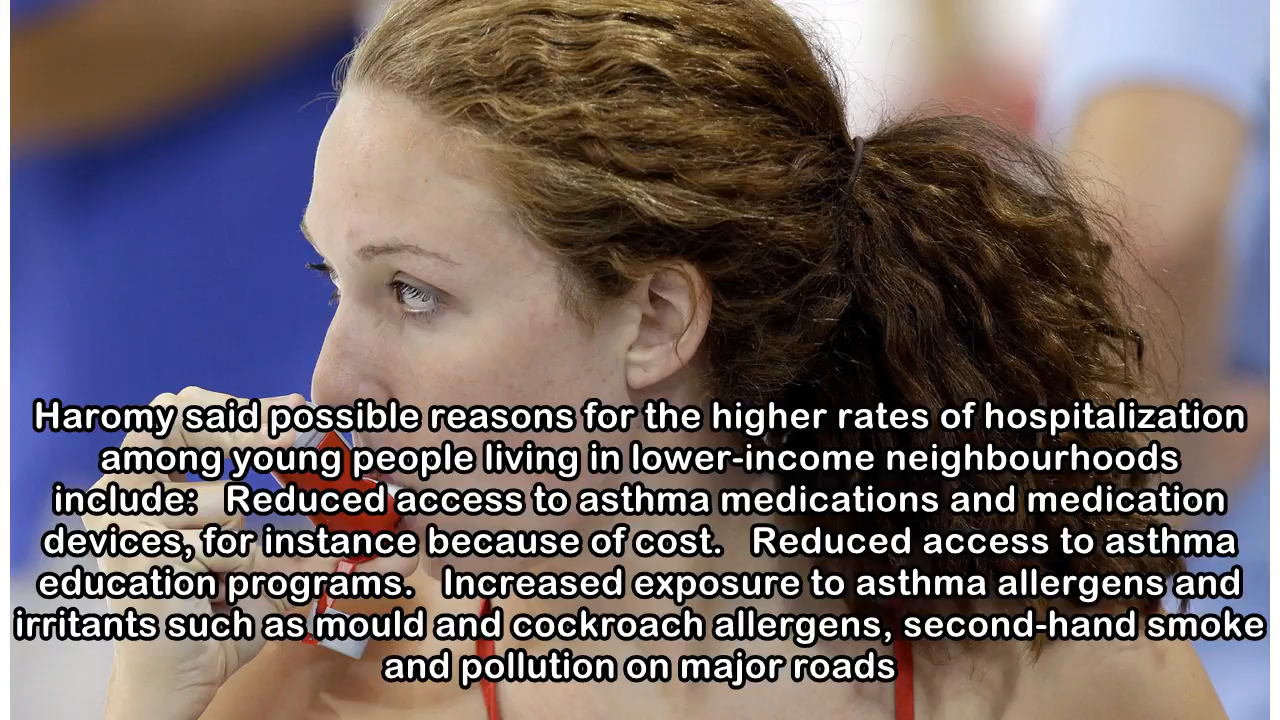 Haromy said possible reasons for the higher rates of hospitalization
among young people living in lower-income neighbourhoods
include:   Reduced access to asthma medications and medication
devices, for instance because of cost.   Reduced access to asthma
education programs.   Increased exposure to asthma allergens and
irritants such as mould and cockroach allergens, second-hand smoke
and pollution on major roads